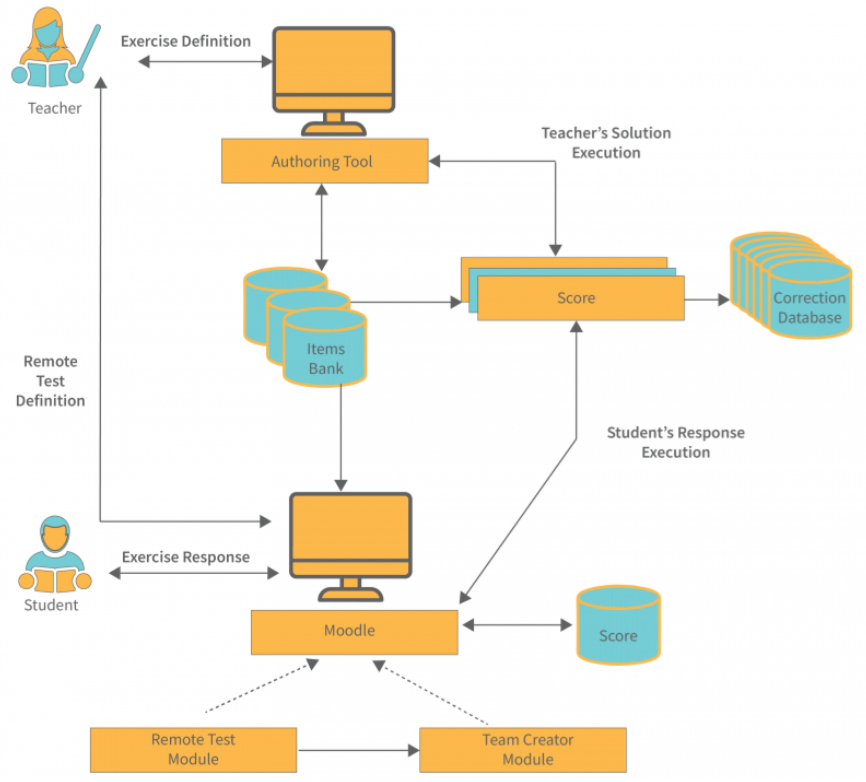 Exercise Definition
Teacher
Authoring Tool
Teacher’s Solution
Execution
Score
Correction
Database
Items
Bank
Remote
Test
Definition
Student’s Response
Execution
Exercise Response
Student
Moodle
Score
Remote Test
Module
Team Creator
Module